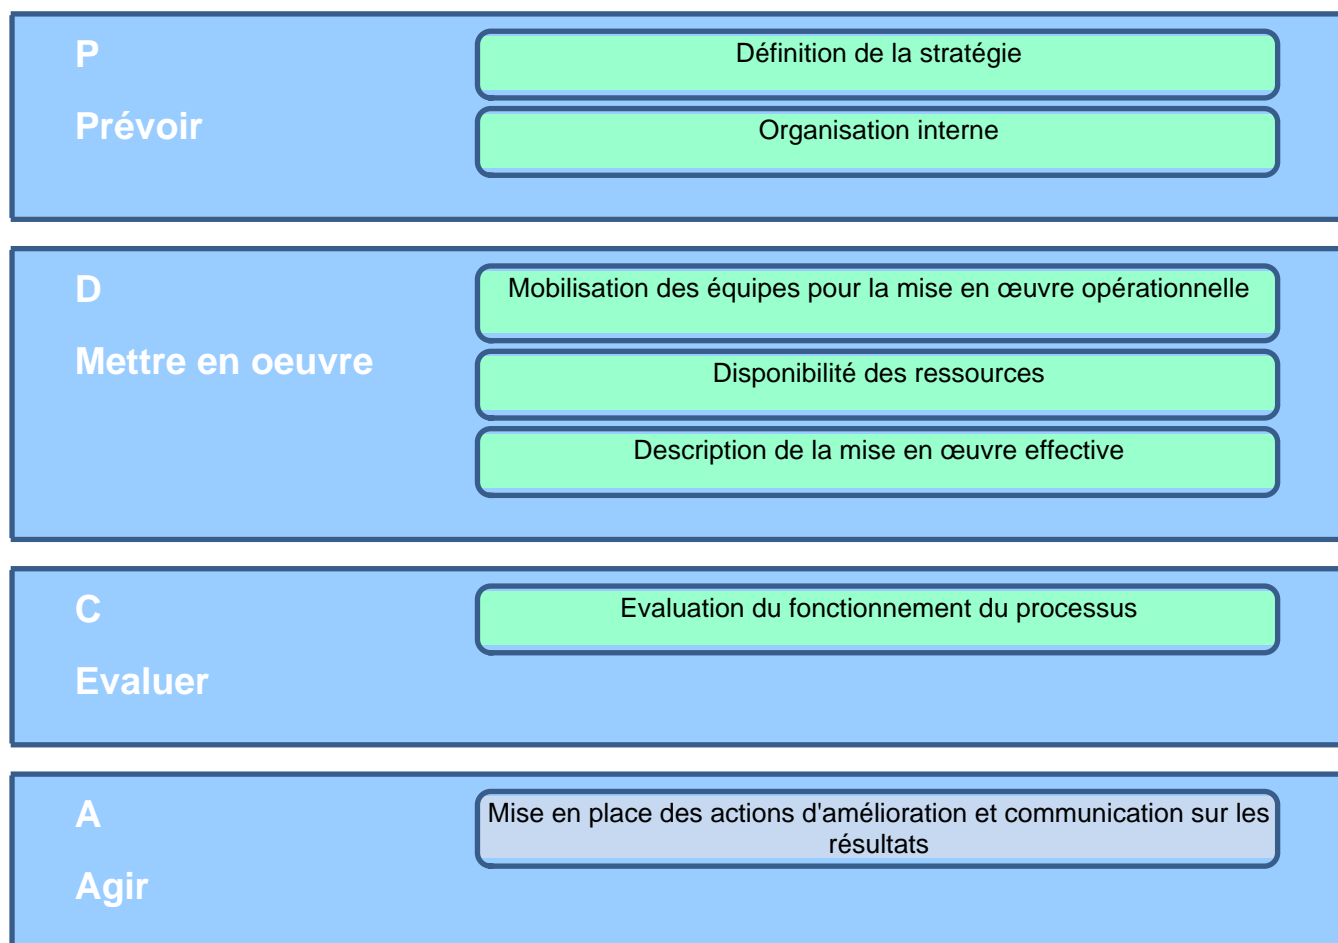 P
Prévoir
Définition de la stratégie
Organisation interne
D
Mettre en oeuvre
Mobilisation des équipes pour la mise en œuvre opérationnelle
Disponibilité des ressources
Description de la mise en œuvre effective
C
Evaluer
Evaluation du fonctionnement du processus
A
Agir
Mise en place des actions d'amélioration et communication sur les
résultats